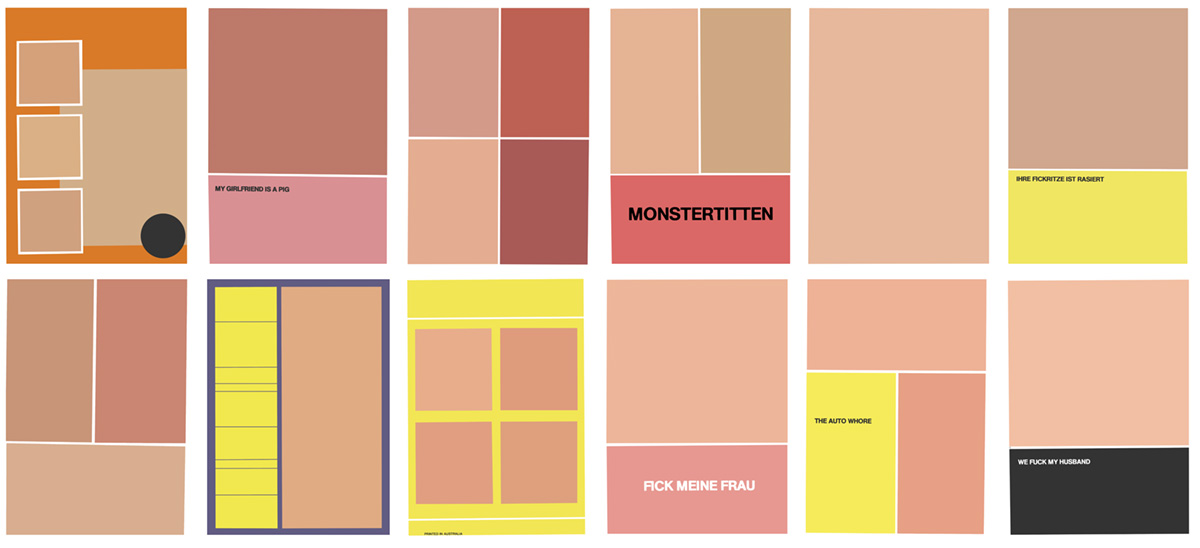 MY GIRLFRIEND IS A PIG
MONSTERTITTEN
IHRE FICKRITZE IST RASIERT
PRINTED IN AUSTRALIA
FICK MEINE FRAU
THE AUTO WHORE
WE FUCK MY HUSBAND